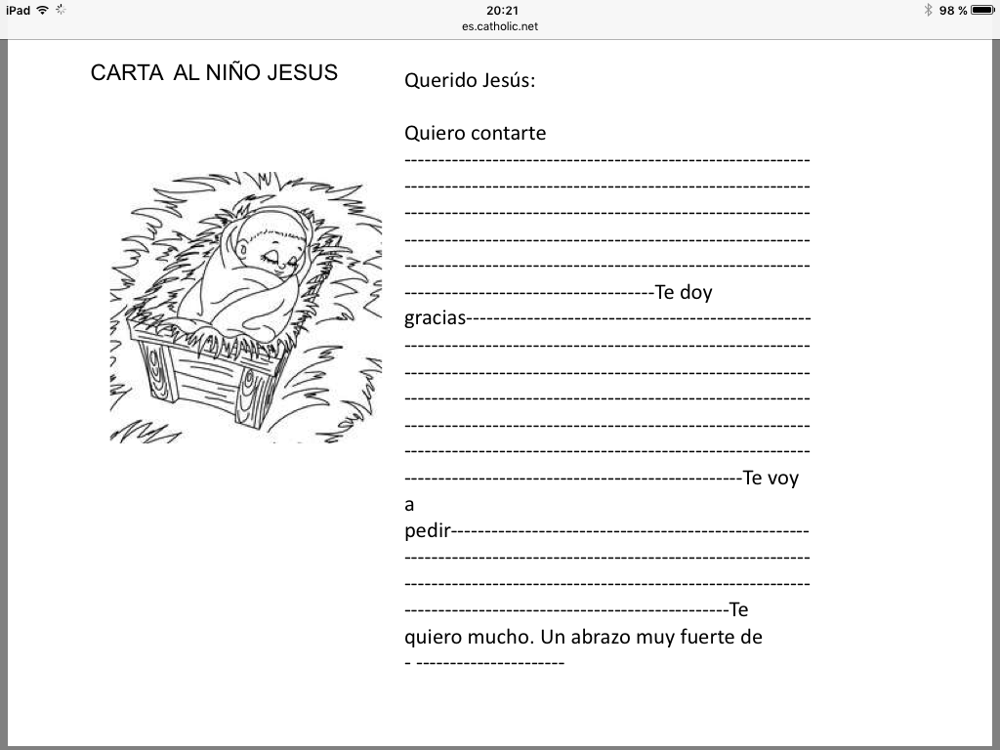 iPad 20:21 98 %
es.catholic.net
CARTA AL NIÑO JESUS
Querido Jesús:
Quiero contarte
------------------------------------------------------------
------------------------------------------------------------
------------------------------------------------------------
------------------------------------------------------------
------------------------------------------------------------
-------------------------------------Te doy
gracias---------------------------------------------------
------------------------------------------------------------
------------------------------------------------------------
------------------------------------------------------------
------------------------------------------------------------
------------------------------------------------------------
--------------------------------------------------Te voy
a
pedir-----------------------------------------------------
------------------------------------------------------------
------------------------------------------------------------
------------------------------------------------Te
quiero mucho. Un abrazo muy fuerte de
- ----------------------